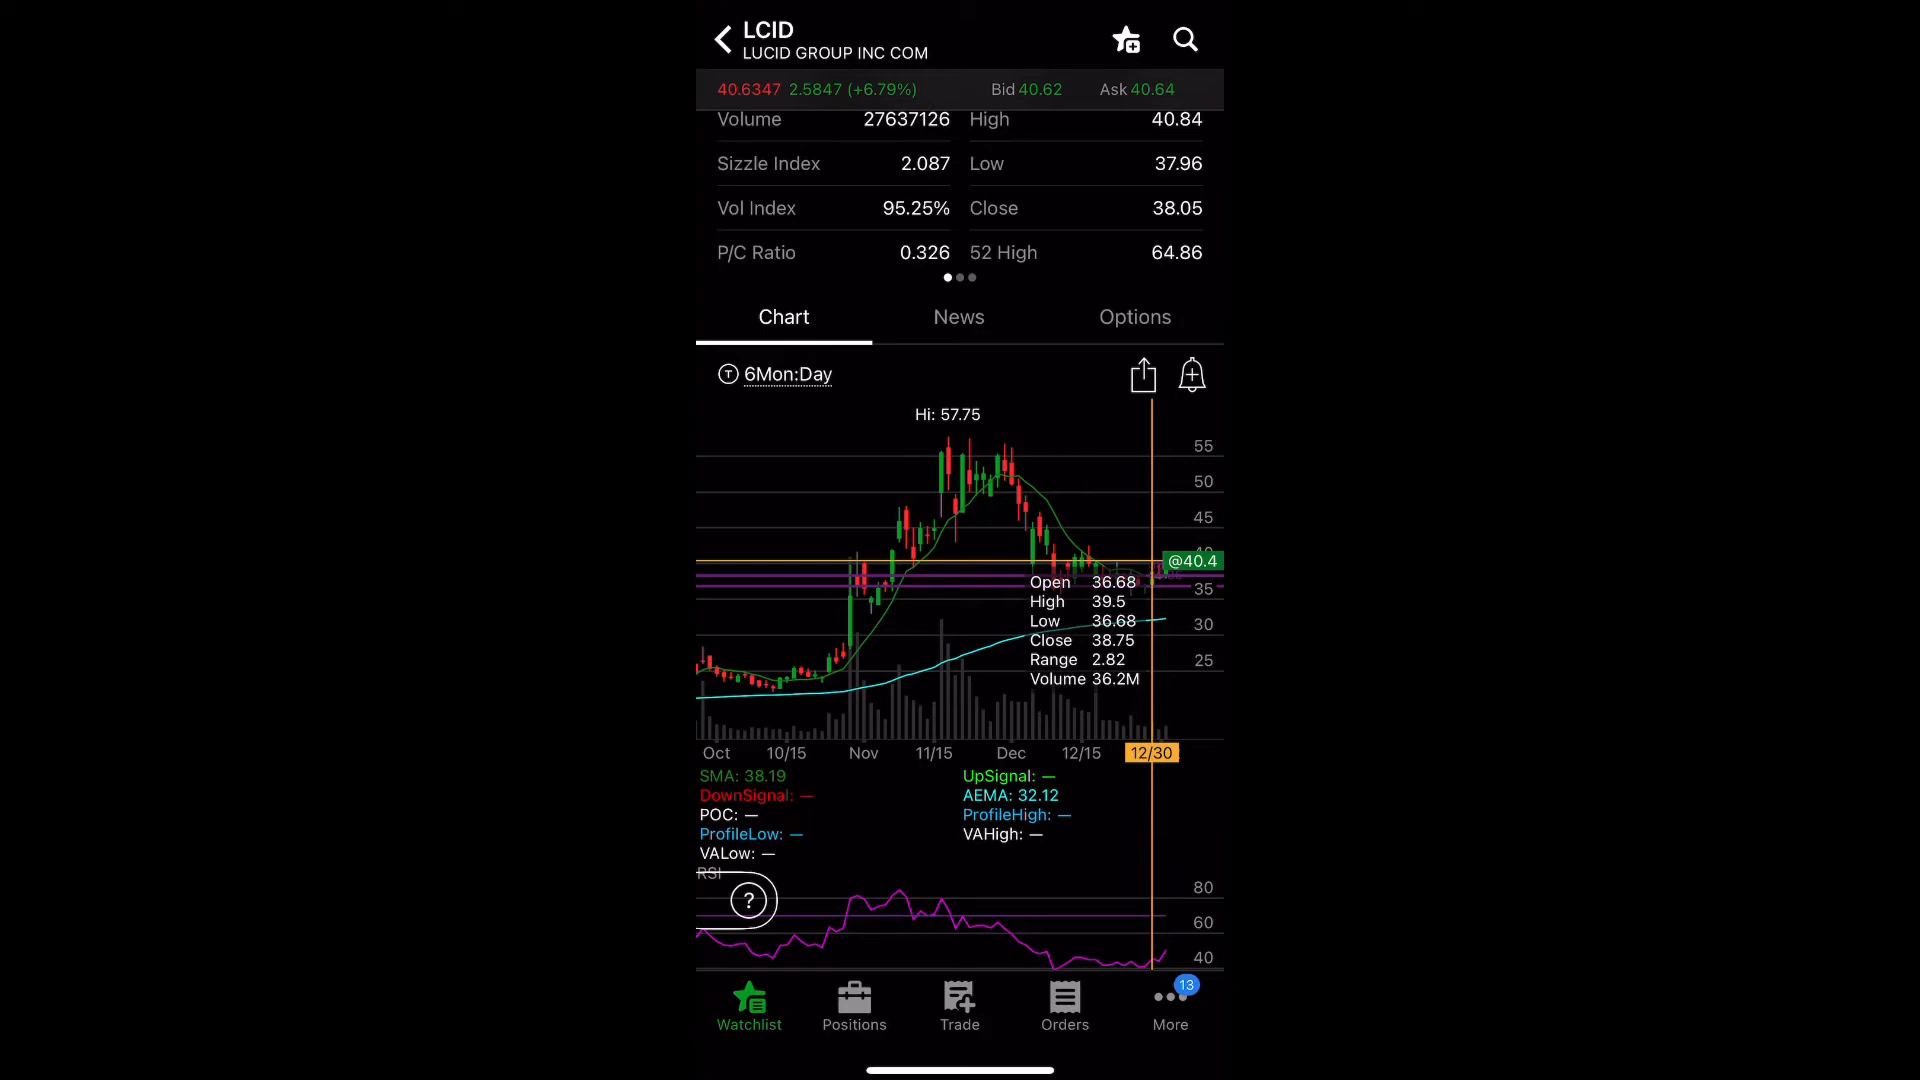 LCID
LUCID GROUP INC COM
40.6347 2.5847 (+6.79%) Bid 40.62 Ask 40.64
Volume 27637126 High 40.84
Sizzle Index 2.087 Low 37.96
Vol Index 95.25% Close 38.05
P/C Ratio 0.326 52 High 64.86
Chart News Options
T 6Mon:Day
Hi: 57.75
55
50
45
@40.4
35
30
25
Open 36.68
High 39.5
Low 36.68
Close 38.75
Range 2.82
Volume 36.2M
Oct 10/15 Nov 11/15 Dec 12/15 12/30
SMA: 38.19 UpSignal: —
DownSignal: — AEMA: 32.12
POC: — ProfileHigh: —
ProfileLow: — VAHigh: —
VALow: —
RSI
?
80
60
40
13
Watchlist Positions Trade Orders More